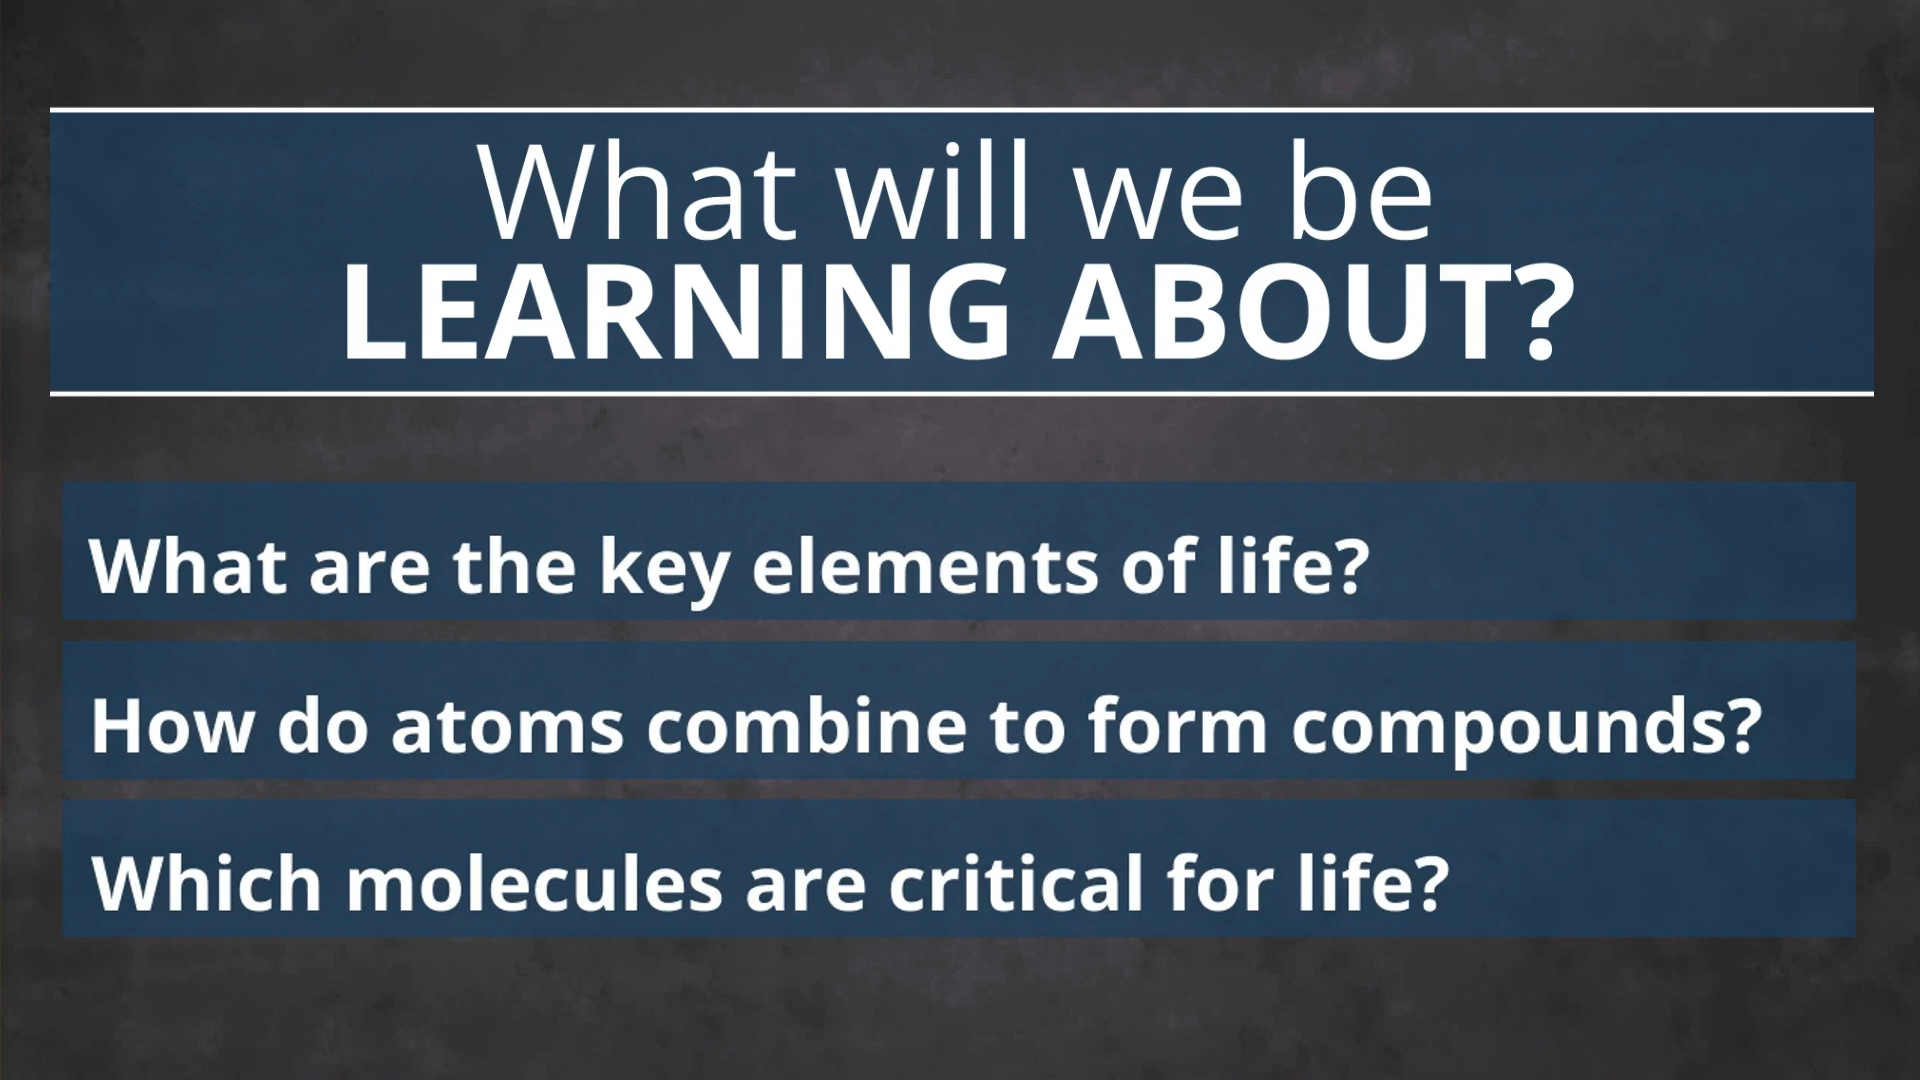 What will we be
LEARNING ABOUT?
What are the key elements of life?
How do atoms combine to form compounds?
Which molecules are critical for life?